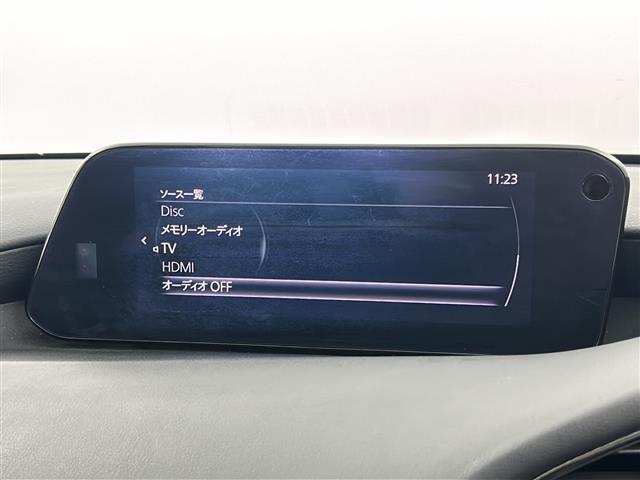 11:23
ソース一覧
Disc
メモリーオーディオ
TV
HDMI
オーディオ OFF